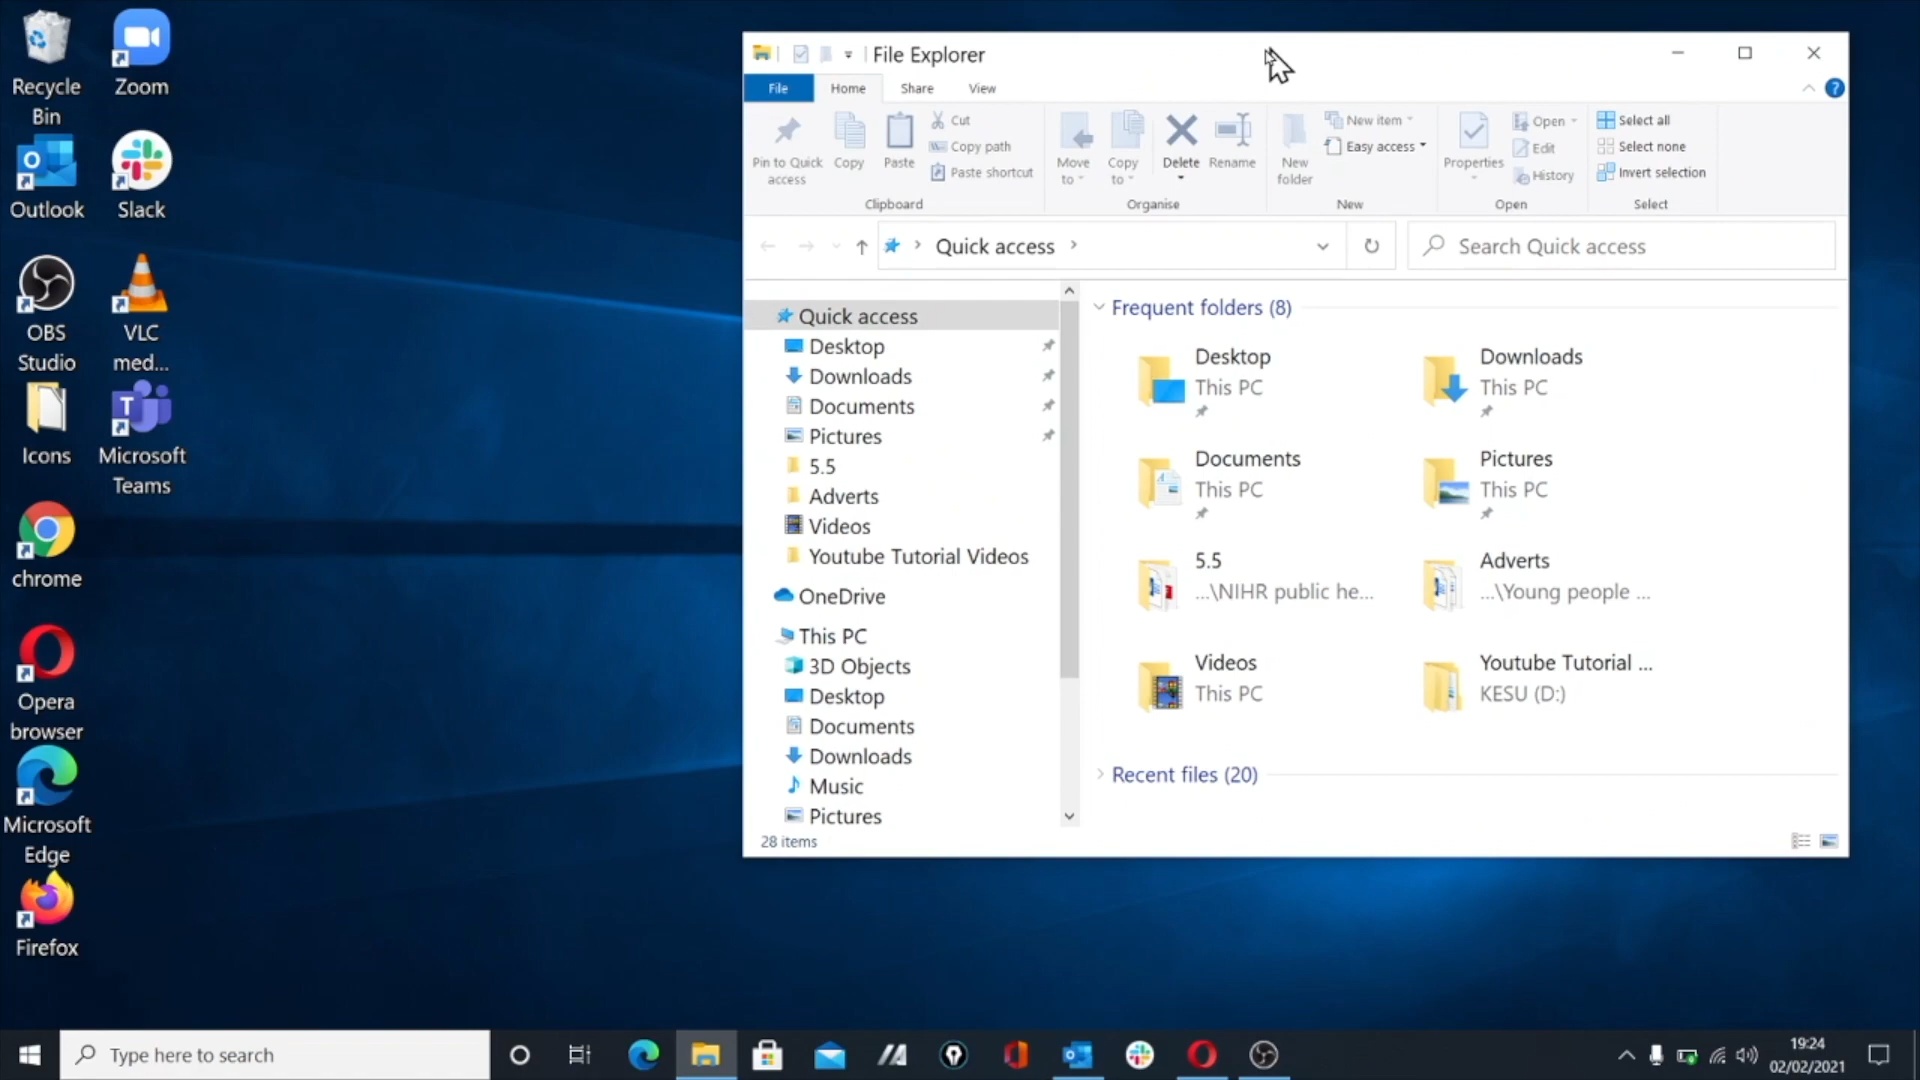 Recycle
Bin
Zoom
Outlook
Slack
OBS
Studio
VLC
med...
Icons
Microsoft
Teams
chrome
Opera
browser
Microsoft
Edge
Firefox
File Explorer
File
Home
Share
View
Pin to Quick
access
Copy
Paste
Cut
Copy path
Paste shortcut
Clipboard
Move
to
Copy
to
Delete
Rename
Organise
New
folder
New item
Easy access
New
Properties
Open
Edit
History
Open
Select all
Select none
Invert selection
Select
Quick access
Search Quick access
Quick access
Desktop
Downloads
Documents
Pictures
5.5
Adverts
Videos
Youtube Tutorial Videos
OneDrive
This PC
3D Objects
Desktop
Documents
Downloads
Music
Pictures
Frequent folders (8)
Desktop
This PC
Downloads
This PC
Documents
This PC
Pictures
This PC
5.5
...\NIHR public he...
Adverts
...\Young people ...
Videos
This PC
Youtube Tutorial ...
KESU (D:)
Recent files (20)
28 items
Type here to search
19:24
02/02/2021